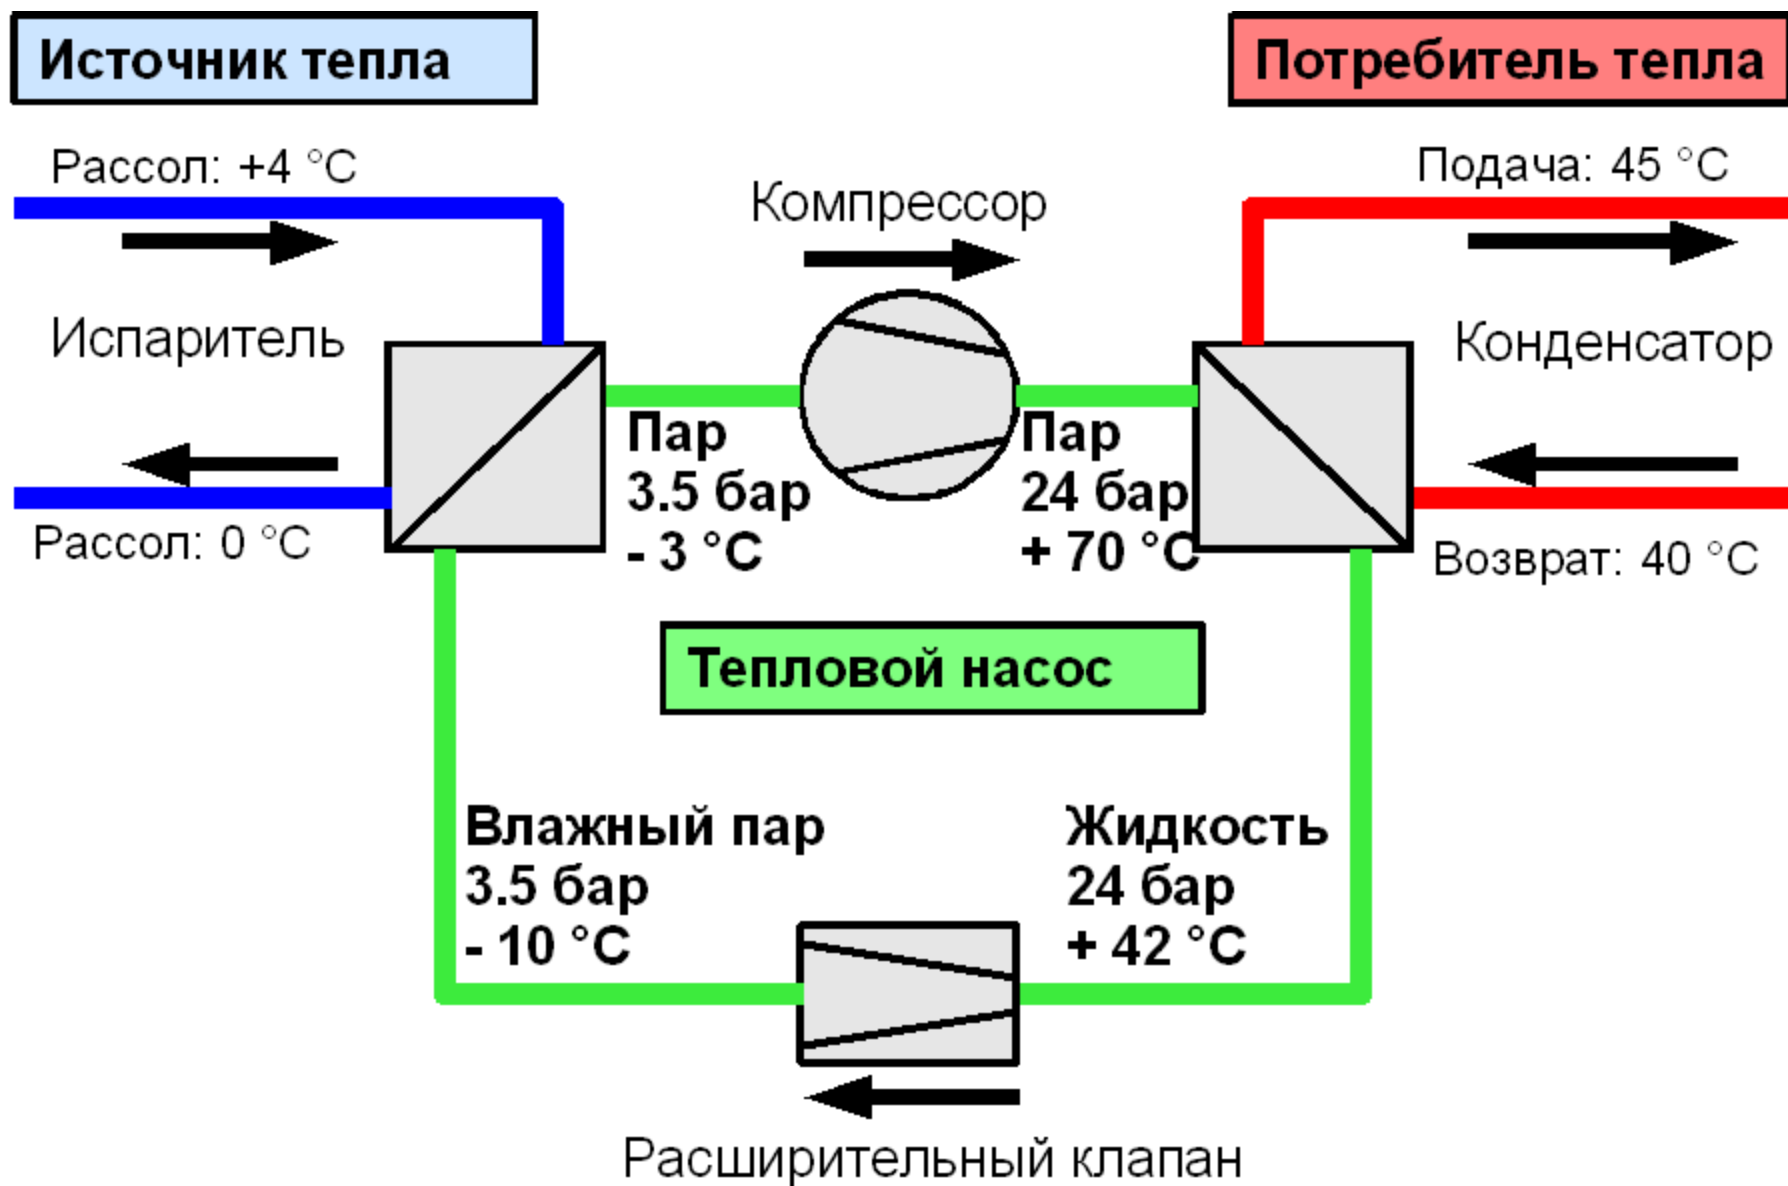 Источник тепла
Потребитель тепла
Рассол: +4 °C
Подача: 45 °C
Компрессор
Испаритель
Конденсатор
Пар
3.5 бар
- 3 °C
Пар
24 бар
+ 70 °C
Рассол: 0 °C
Возврат: 40 °C
Тепловой насос
Влажный пар
3.5 бар
- 10 °C
Жидкость
24 бар
+ 42 °C
Расширительный клапан